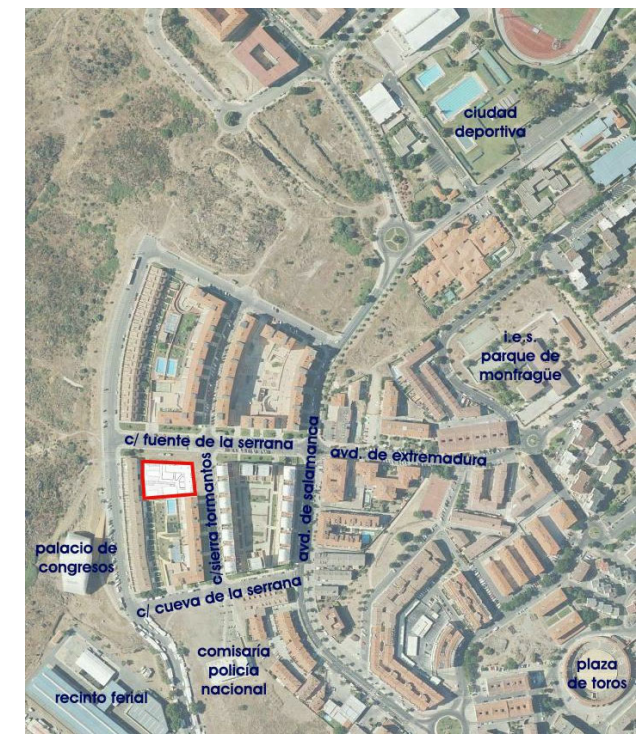 ciudad
deportiva
i.e.s.
parque de
monfragüe
c/ fuente de la serrana
avd. de extremadura
avd. de salamanca
c/sierra tormantos
palacio de
congresos
c/ cueva de la serrana
comisaría
policía
nacional
recinto ferial
plaza
de toros